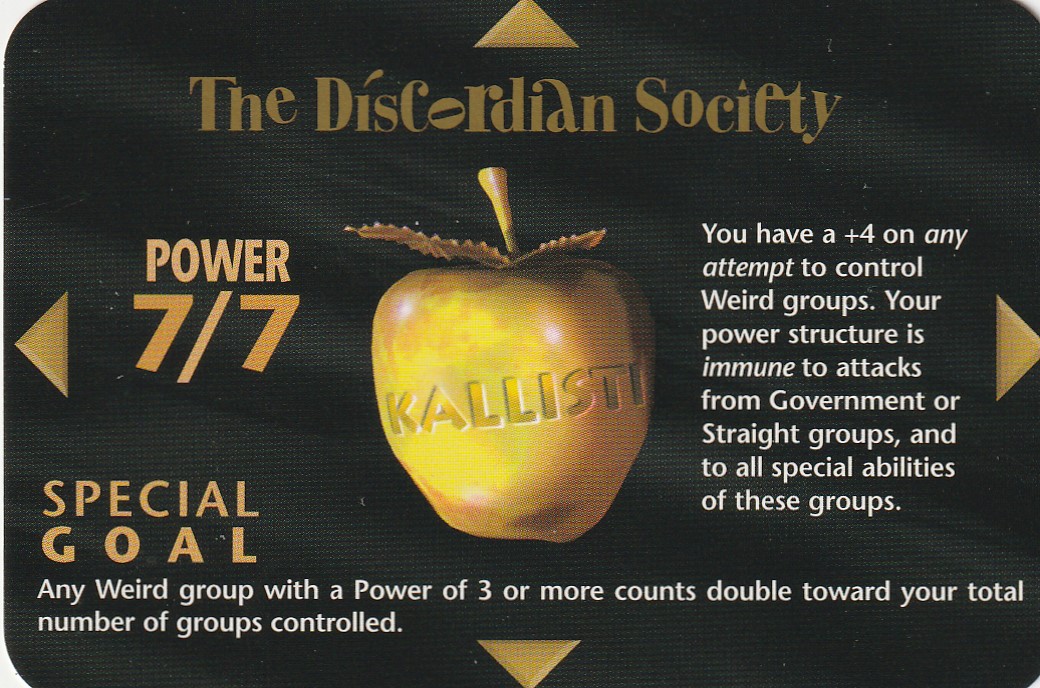 The Discordian Society
POWER
7/7
You have a +4 on any
attempt to control
Weird groups. Your
power structure is
immune to attacks
from Government or
Straight groups, and
to all special abilities
of these groups.
KALLISTI
SPECIAL
GOAL
Any Weird group with a Power of 3 or more counts double toward your total
number of groups controlled.